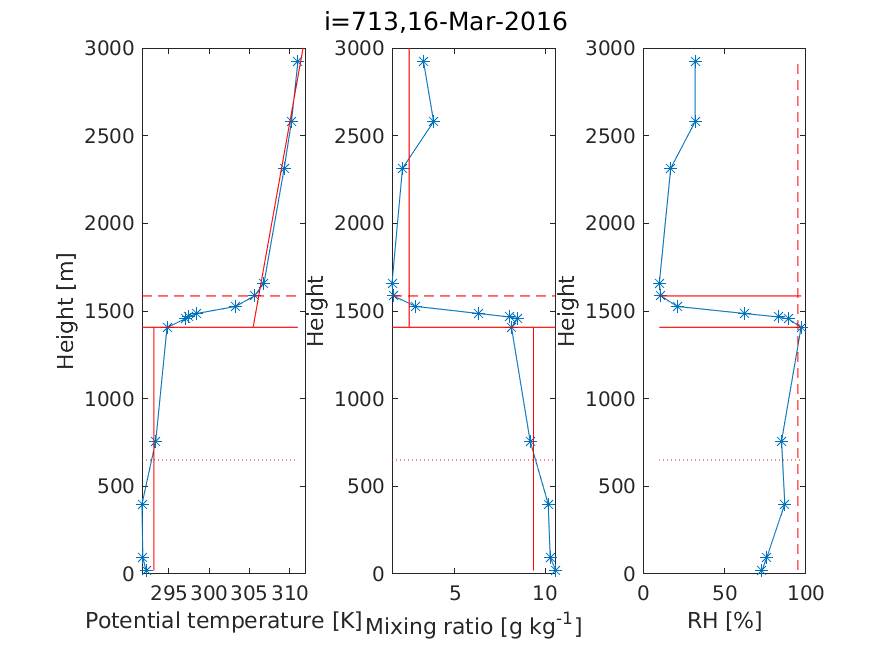 i=713,16-Mar-2016
3000
2500
2000
1500
1000
500
0
Height [m]
295 300 305 310
Potential temperature [K]
3000
2500
2000
1500
1000
500
0
Height
5 10
Mixing ratio [g kg-1]
3000
2500
2000
1500
1000
500
0
Height
0 50 100
RH [%]